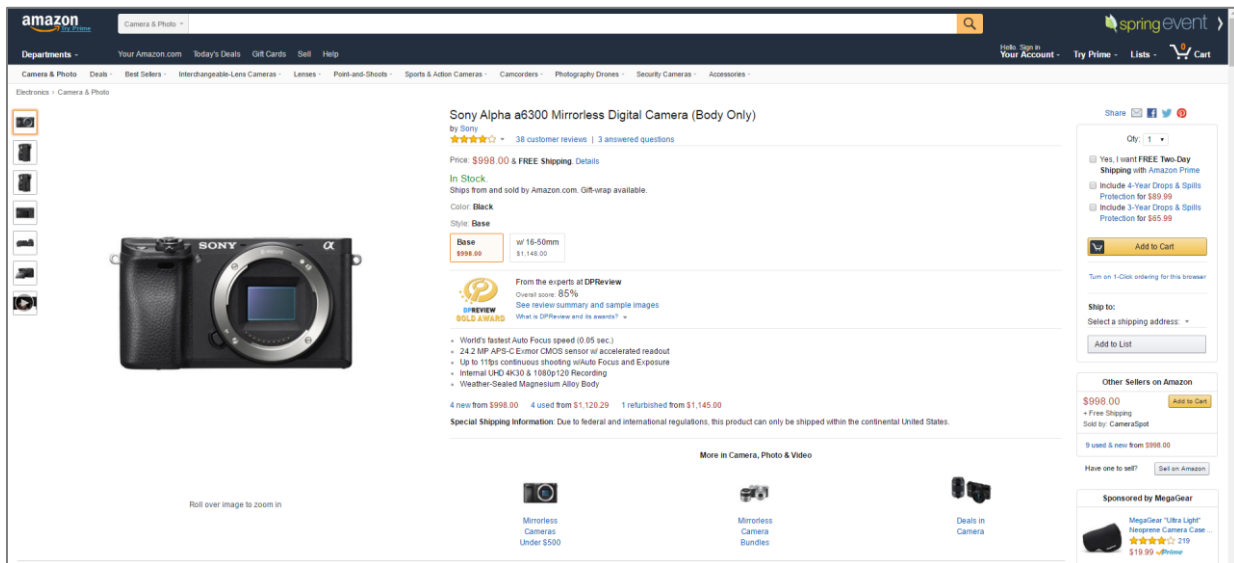 amazon
Try Prime
Camera & Photo
spring event
Departments
Your Amazon.com Today's Deals Gift Cards Sell Help
Hello. Sign in
Your Account
Try Prime
Lists
0
Cart
Camera & Photo Deals Best Sellers Interchangeable-Lens Cameras Lenses Point-and-Shoots Sports & Action Cameras Camcorders Photography Drones Security Cameras Accessories
Electronics › Camera & Photo
SONY
α
Roll over image to zoom in
Sony Alpha a6300 Mirrorless Digital Camera (Body Only)
by Sony
38 customer reviews | 3 answered questions
Price: $998.00 & FREE Shipping. Details
In Stock.
Ships from and sold by Amazon.com. Gift-wrap available.
Color: Black
Style: Base
Base
$998.00
w/ 16-50mm
$1,148.00
DPREVIEW
GOLD AWARD
From the experts at DPReview
Overall score: 85%
See review summary and sample images
What is DPReview and its awards?
World's fastest Auto Focus speed (0.05 sec.)
24.2 MP APS-C Exmor CMOS sensor w/ accelerated readout
Up to 11fps continuous shooting w/Auto Focus and Exposure
Internal UHD 4K30 & 1080p120 Recording
Weather-Sealed Magnesium Alloy Body
4 new from $998.00 4 used from $1,120.29 1 refurbished from $1,145.00
Special Shipping Information: Due to federal and international regulations, this product can only be shipped within the continental United States.
More in Camera, Photo & Video
Mirrorless
Cameras
Under $500
Mirrorless
Camera
Bundles
Deals in
Camera
Share
Qty: 1
Yes, I want FREE Two-Day
Shipping with Amazon Prime
Include 4-Year Drops & Spills
Protection for $89.99
Include 3-Year Drops & Spills
Protection for $65.99
Add to Cart
Turn on 1-Click ordering for this browser
Ship to:
Select a shipping address:
Add to List
Other Sellers on Amazon
$998.00
Add to Cart
+ Free Shipping
Sold by: CameraSpot
9 used & new from $998.00
Have one to sell?
Sell on Amazon
Sponsored by MegaGear
MegaGear "Ultra Light"
Neoprene Camera Case ...
219
$19.99 Prime